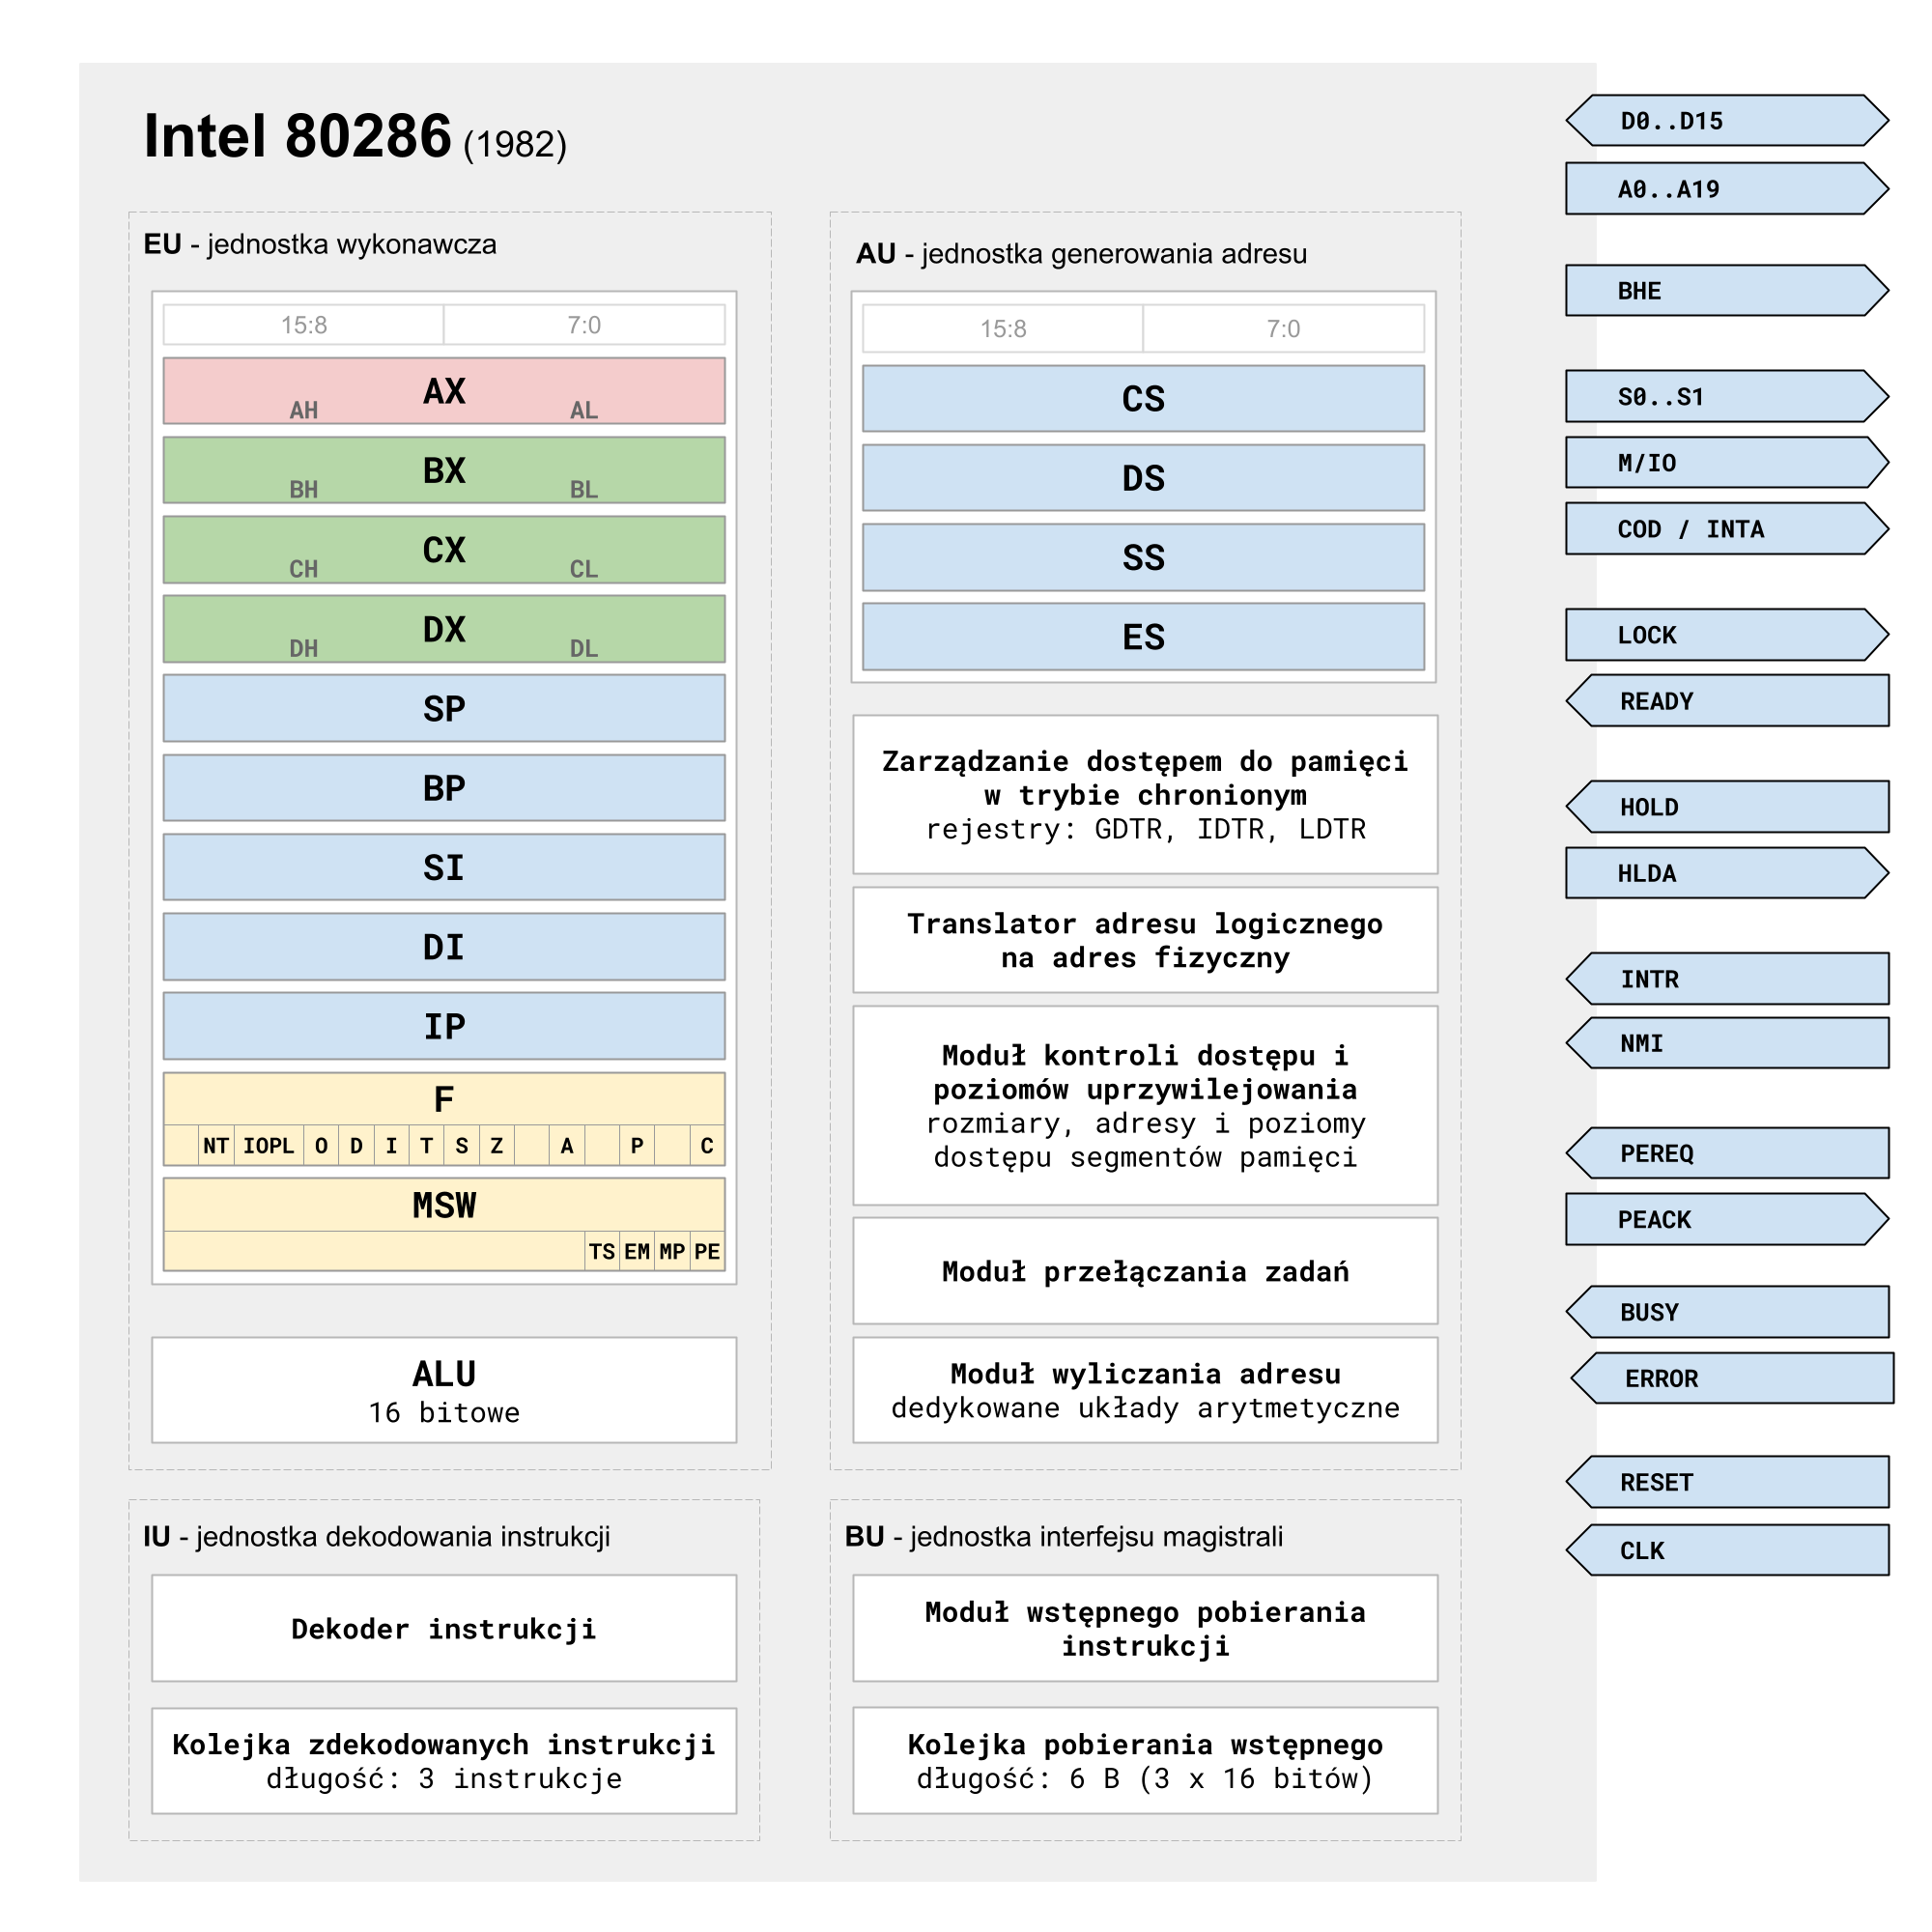 Intel 80286 (1982)
EU - jednostka wykonawcza
15:8 7:0
AX
AH AL
BX
BH BL
CX
CH CL
DX
DH DL
SP
BP
SI
DI
IP
F
NT IOPL O D I T S Z A P C
MSW
TS EM MP PE
ALU
16 bitowe
AU - jednostka generowania adresu
15:8 7:0
CS
DS
SS
ES
Zarządzanie dostępem do pamięci
w trybie chronionym
rejestry: GDTR, IDTR, LDTR
Translator adresu logicznego
na adres fizyczny
Moduł kontroli dostępu i
poziomów uprzywilejowania
rozmiary, adresy i poziomy
dostępu segmentów pamięci
Moduł przełączania zadań
Moduł wyliczania adresu
dedykowane układy arytmetyczne
IU - jednostka dekodowania instrukcji
Dekoder instrukcji
Kolejka zdekodowanych instrukcji
długość: 3 instrukcje
BU - jednostka interfejsu magistrali
Moduł wstępnego pobierania
instrukcji
Kolejka pobierania wstępnego
długość: 6 B (3 x 16 bitów)
D0..D15
A0..A19
BHE
S0..S1
M/IO
COD / INTA
LOCK
READY
HOLD
HLDA
INTR
NMI
PEREQ
PEACK
BUSY
ERROR
RESET
CLK